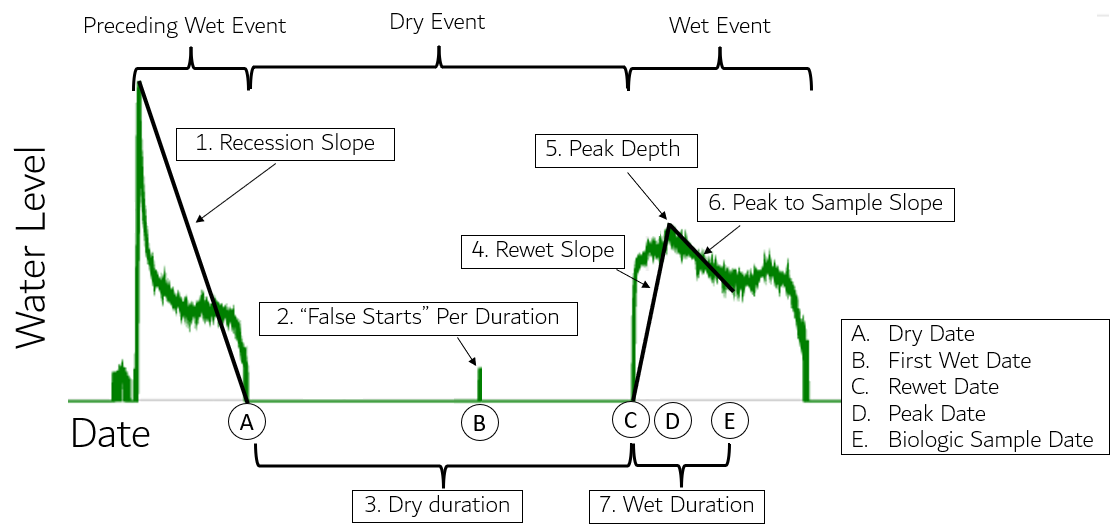 Preceding Wet Event
Dry Event
Wet Event
1. Recession Slope
5. Peak Depth
6. Peak to Sample Slope
4. Rewet Slope
2. “False Starts” Per Duration
Water Level
A. Dry Date
B. First Wet Date
C. Rewet Date
D. Peak Date
E. Biologic Sample Date
Date
A
B
C
D
E
3. Dry duration
7. Wet Duration